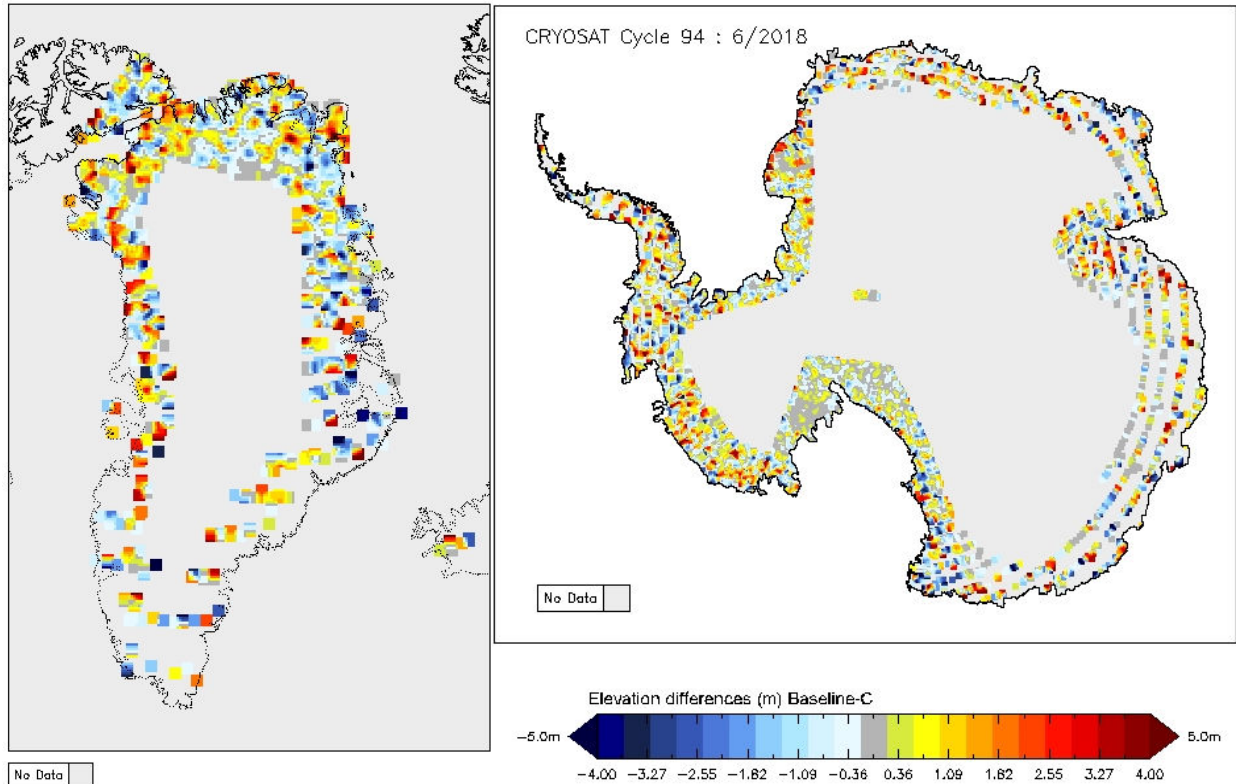 CRYOSAT Cycle 94 : 6/2018
No Data
No Data
Elevation differences (m) Baseline-C
-5.0m
5.0m
-4.00 -3.27 -2.55 -1.82 -1.09 -0.36 0.36 1.09 1.82 2.55 3.27 4.00